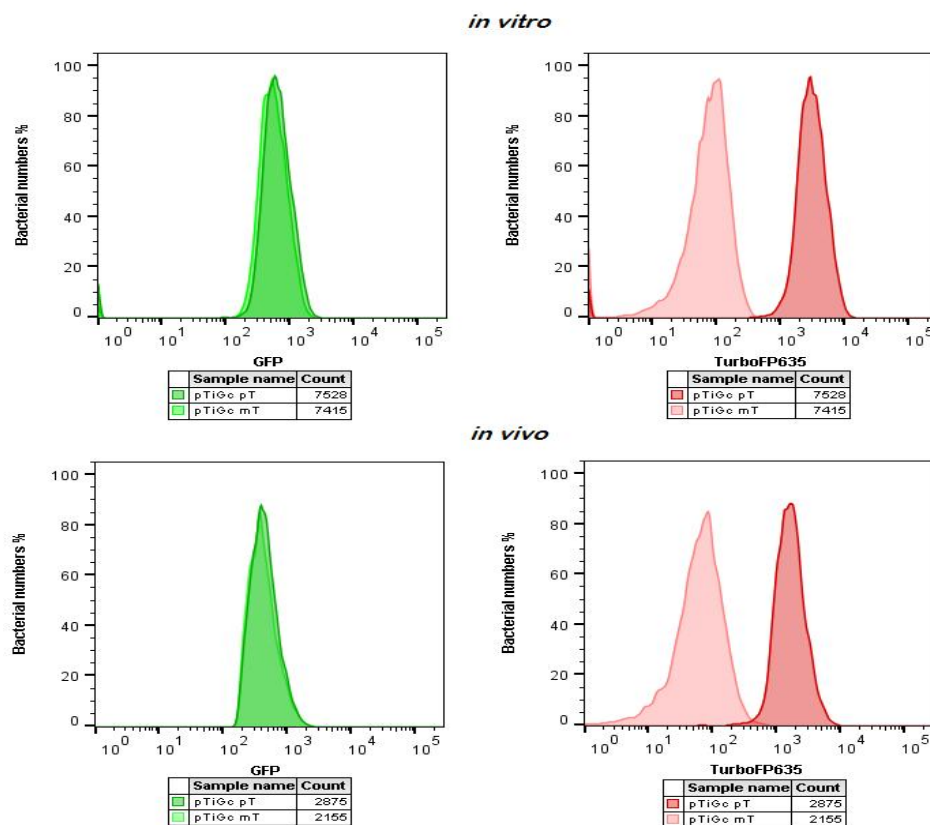 in vitro
Bacterial numbers %
100
80
60
40
20
0
10^0 10^1 10^2 10^3 10^4 10^5
GFP
Sample name Count
pTiGc pT 7528
pTiGc mT 7415
Bacterial numbers %
100
80
60
40
20
0
10^0 10^1 10^2 10^3 10^4 10^5
TurboFP635
Sample name Count
pTiGc pT 7528
pTiGc mT 7415
in vivo
Bacterial numbers %
100
80
60
40
20
0
10^0 10^1 10^2 10^3 10^4 10^5
GFP
Sample name Count
pTiGc pT 2875
pTiGc mT 2155
Bacterial numbers %
100
80
60
40
20
0
10^0 10^1 10^2 10^3 10^4 10^5
TurboFP635
Sample name Count
pTiGc pT 2875
pTiGc mT 2155